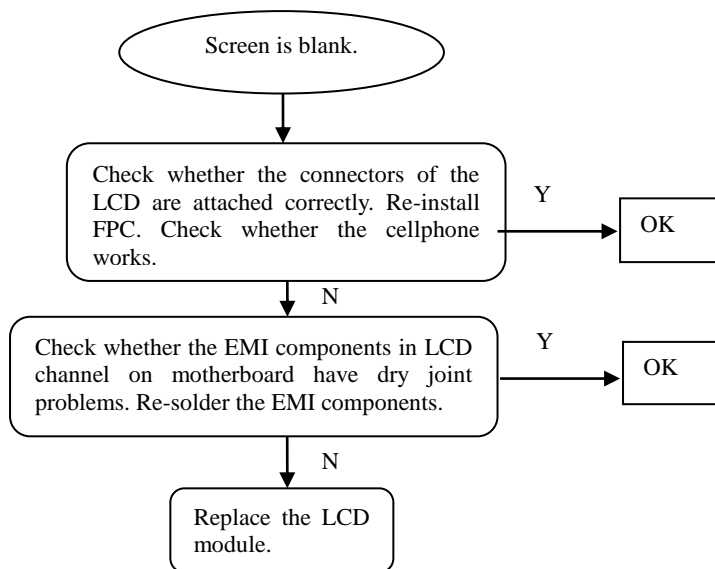 Screen is blank.
Check whether the connectors of the
LCD are attached correctly. Re-install
FPC. Check whether the cellphone
works.
Y
OK
N
Check whether the EMI components in LCD
channel on motherboard have dry joint
problems. Re-solder the EMI components.
Y
OK
N
Replace the LCD
module.